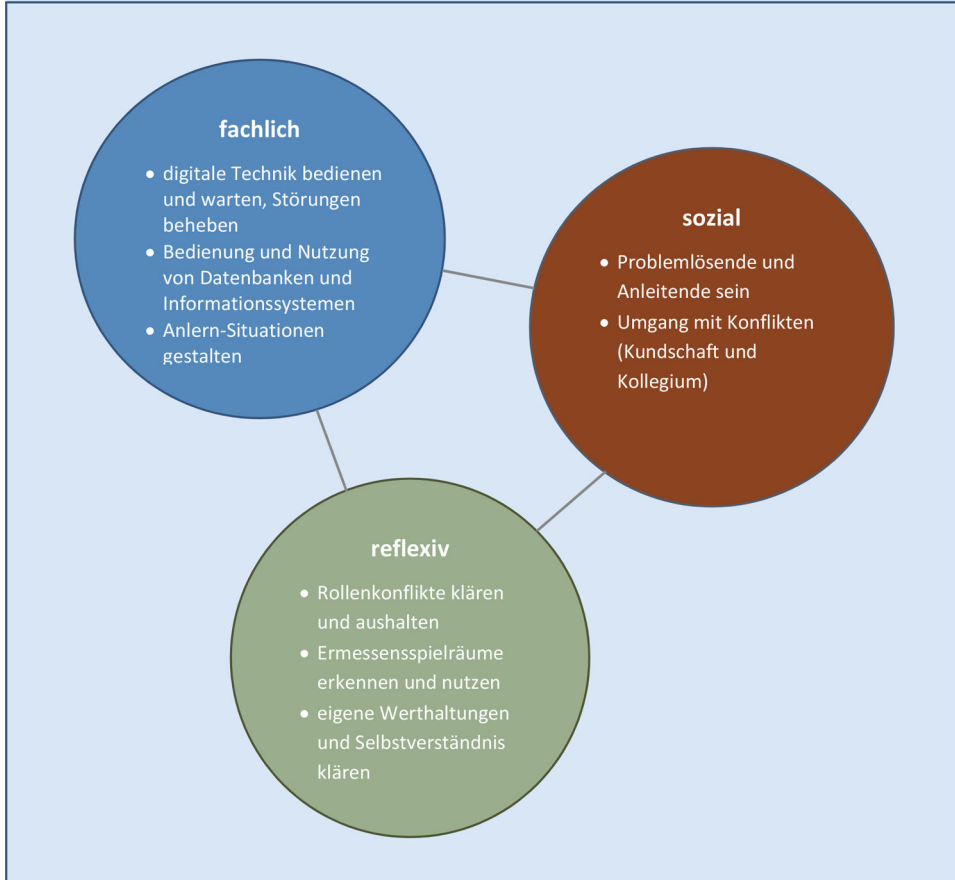 fachlich
• digitale Technik bedienen
und warten, Störungen
beheben
• Bedienung und Nutzung
von Datenbanken und
Informationssystemen
• Anlern-Situationen
gestalten
sozial
• Problemlösende und
Anleitende sein
• Umgang mit Konflikten
(Kundschaft und
Kollegium)
reflexiv
• Rollenkonflikte klären
und aushalten
• Ermessensspielräume
erkennen und nutzen
• eigene Werthaltungen
und Selbstverständnis
klären